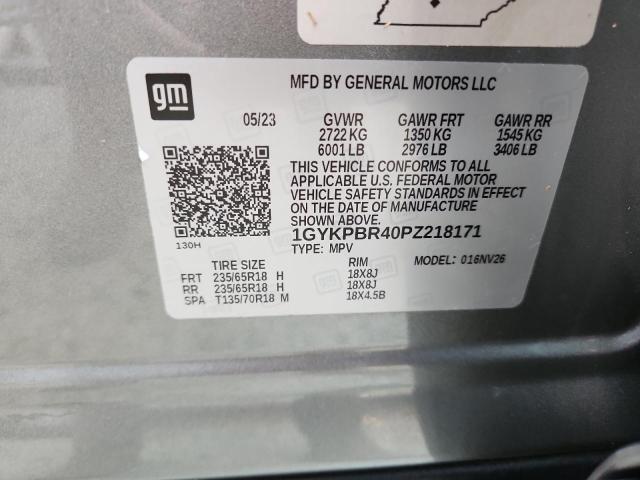 gm
MFD BY GENERAL MOTORS LLC
05/23 GVWR GAWR FRT GAWR RR
2722 KG 1350 KG 1545 KG
6001 LB 2976 LB 3406 LB
THIS VEHICLE CONFORMS TO ALL
APPLICABLE U.S. FEDERAL MOTOR
VEHICLE SAFETY STANDARDS IN EFFECT
ON THE DATE OF MANUFACTURE
SHOWN ABOVE.
1GYKPBR40PZ218171
130H
TYPE: MPV
TIRE SIZE RIM MODEL: 016NV26
FRT 235/65R18 H 18X8J
RR 235/65R18 H 18X8J
SPA T135/70R18 M 18X4.5B